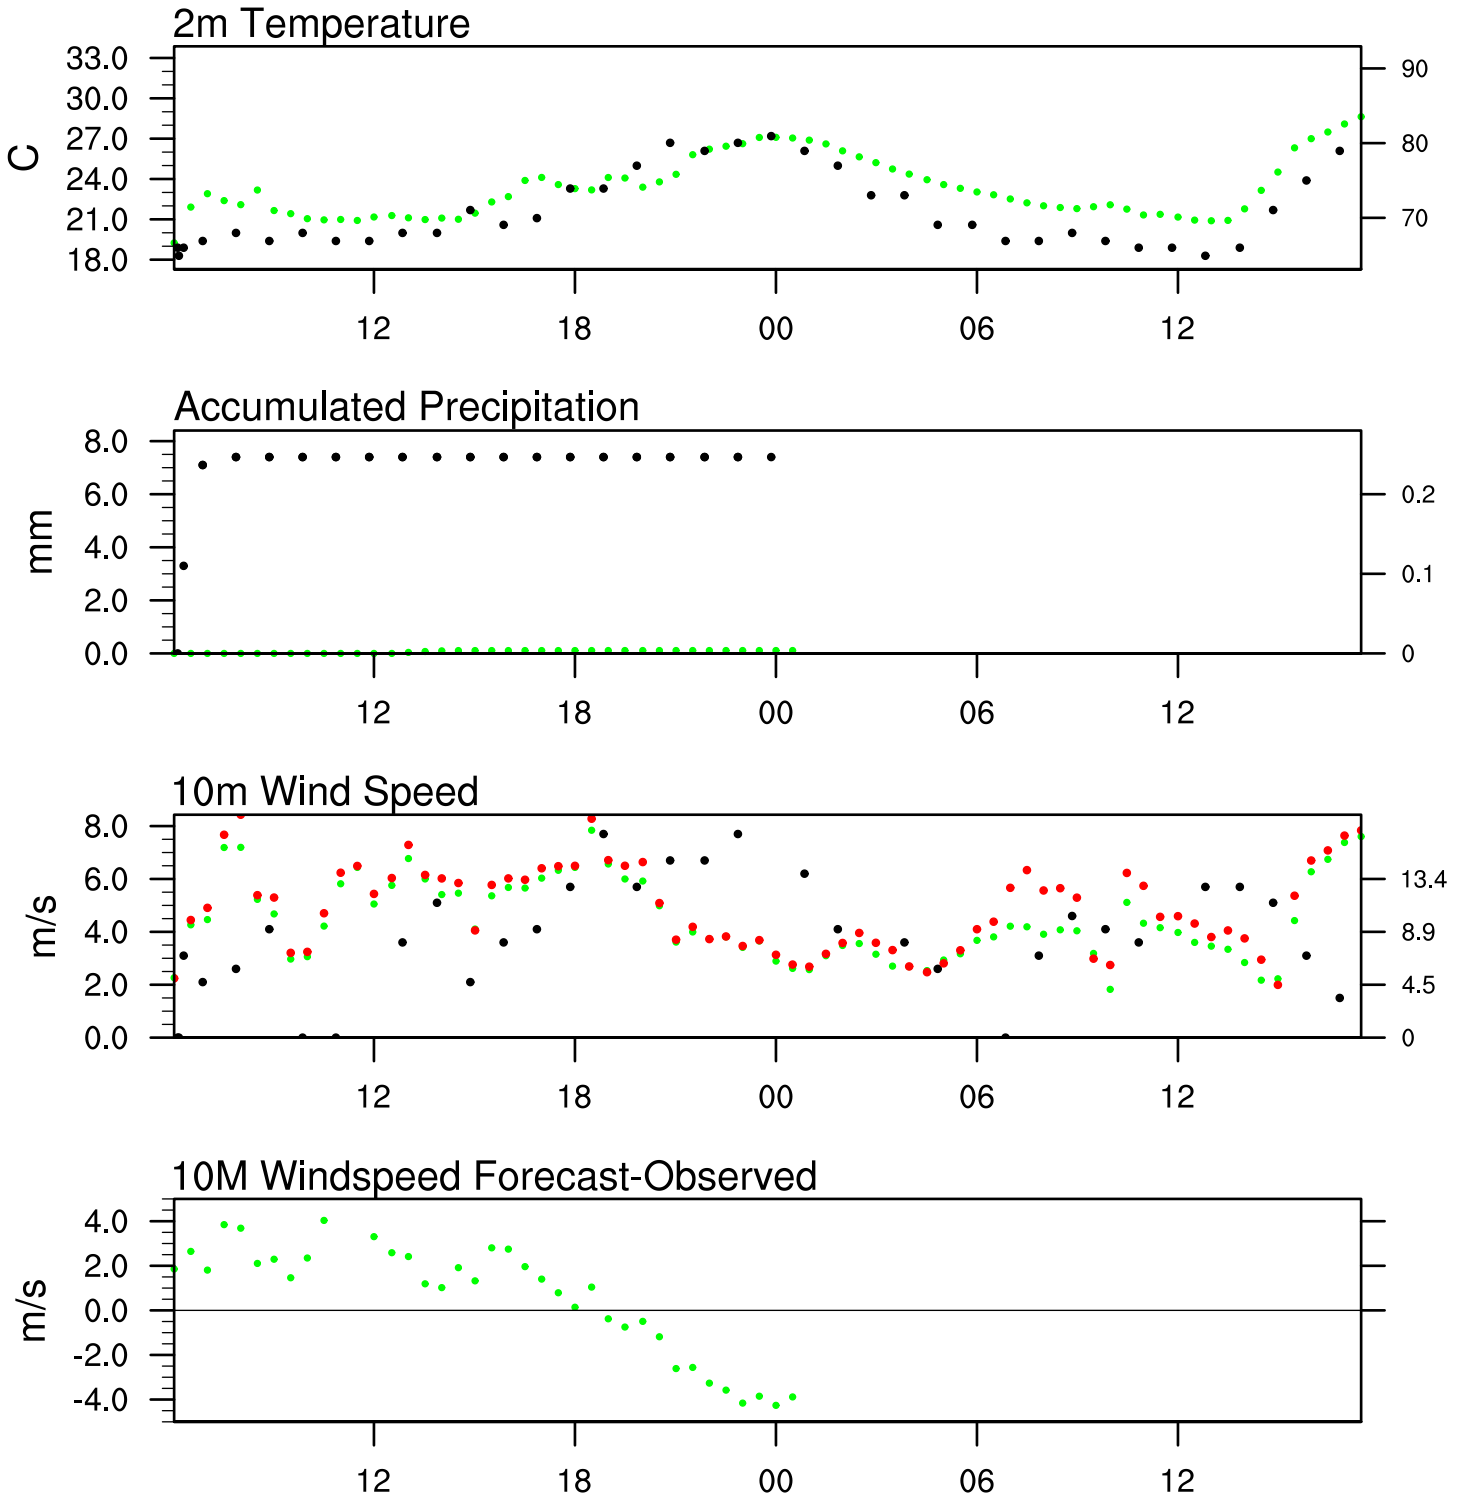 2m Temperature
33.0
30.0
27.0
24.0
21.0
18.0
C
90
80
70
12 18 00 06 12
Accumulated Precipitation
8.0
6.0
4.0
2.0
0.0
mm
0.2
0.1
0
12 18 00 06 12
10m Wind Speed
8.0
6.0
4.0
2.0
0.0
m/s
13.4
8.9
4.5
0
12 18 00 06 12
10M Windspeed Forecast-Observed
4.0
2.0
0.0
-2.0
-4.0
m/s
12 18 00 06 12